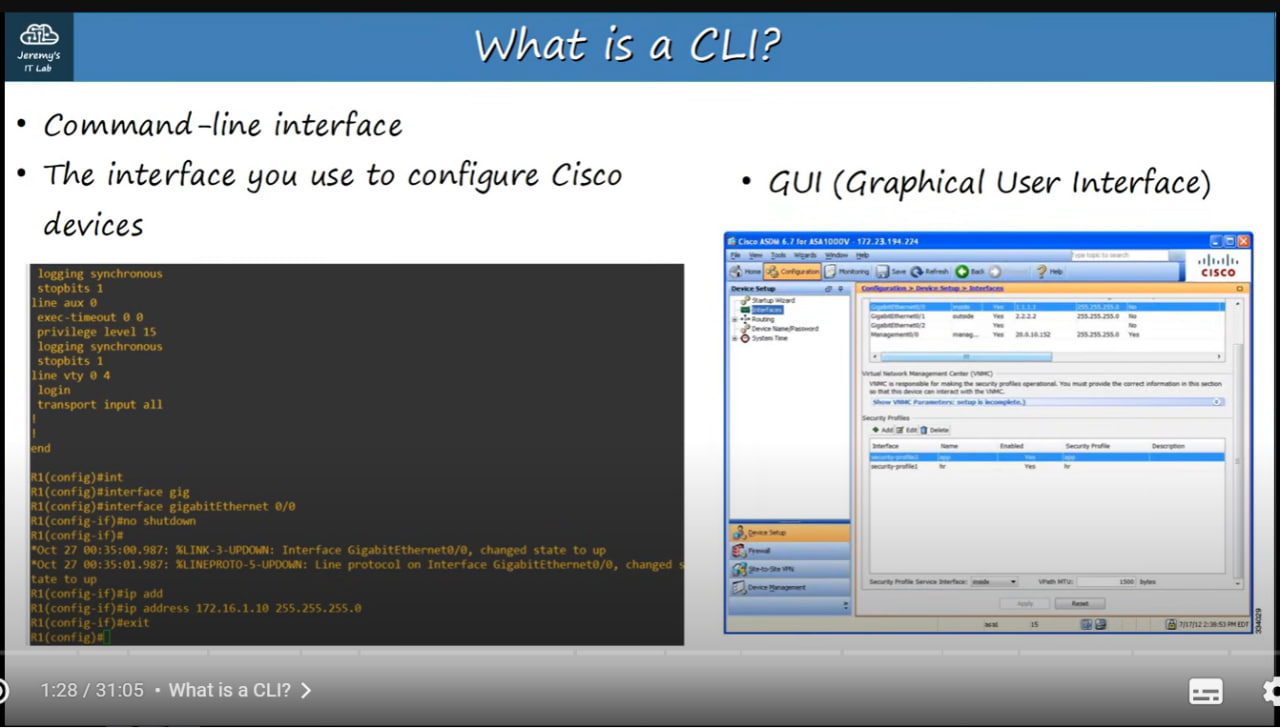 Jeremy's
IT Lab
What is a CLI?
• Command-line interface
• The interface you use to configure Cisco
devices
logging synchronous
stopbits 1
line aux 0
exec-timeout 0 0
privilege level 15
logging synchronous
stopbits 1
line vty 0 4
login
transport input all
!
!
end
R1(config)#int
R1(config)#interface gig
R1(config)#interface gigabitEthernet 0/0
R1(config-if)#no shutdown
R1(config-if)#
*Oct 27 00:35:00.987: %LINK-3-UPDOWN: Interface GigabitEthernet0/0, changed state to up
*Oct 27 00:35:01.987: %LINEPROTO-5-UPDOWN: Line protocol on Interface GigabitEthernet0/0, changed s
tate to up
R1(config-if)#ip add
R1(config-if)#ip address 172.16.1.10 255.255.255.0
R1(config-if)#exit
R1(config)#
• GUI (Graphical User Interface)
Cisco ASDM 6.7 for ASA1000V - 172.23.194.224
File View Tools Wizards Window Help
Type topic to search
Home Configuration Monitoring Save Refresh Back Help
CISCO
Device Setup
Startup Wizard
Interfaces
Routing
Device Name/Password
System Time
Device Setup
Firewall
Site-to-Site VPN
Device Management
Configuration > Device Setup > Interfaces
GigabitEthernet0/0 inside Yes 1.1.1.1 255.255.255.0 No
GigabitEthernet0/1 outside Yes 2.2.2.2 255.255.255.0 No
GigabitEthernet0/2 Yes No
Management0/0 manag... Yes 20.0.10.152 255.255.255.0 Yes
Virtual Network Management Center (VNMC)
VNMC is responsible for making the security profiles operational. You must provide the correct information in this section
so that this device can interact with the VNMC.
Show VNMC Parameters: setup is incomplete.)
Security Profiles
Add Edit Delete
Interface Name Enabled Security Profile Description
security-profile2 app Yes app
security-profile1 hr Yes hr
Security Profile Service Interface: inside VPath MTU: 1500 bytes
Apply Reset
15 7/17/12 2:38:53 PM EDT
334029
1:28 / 31:05 • What is a CLI? >